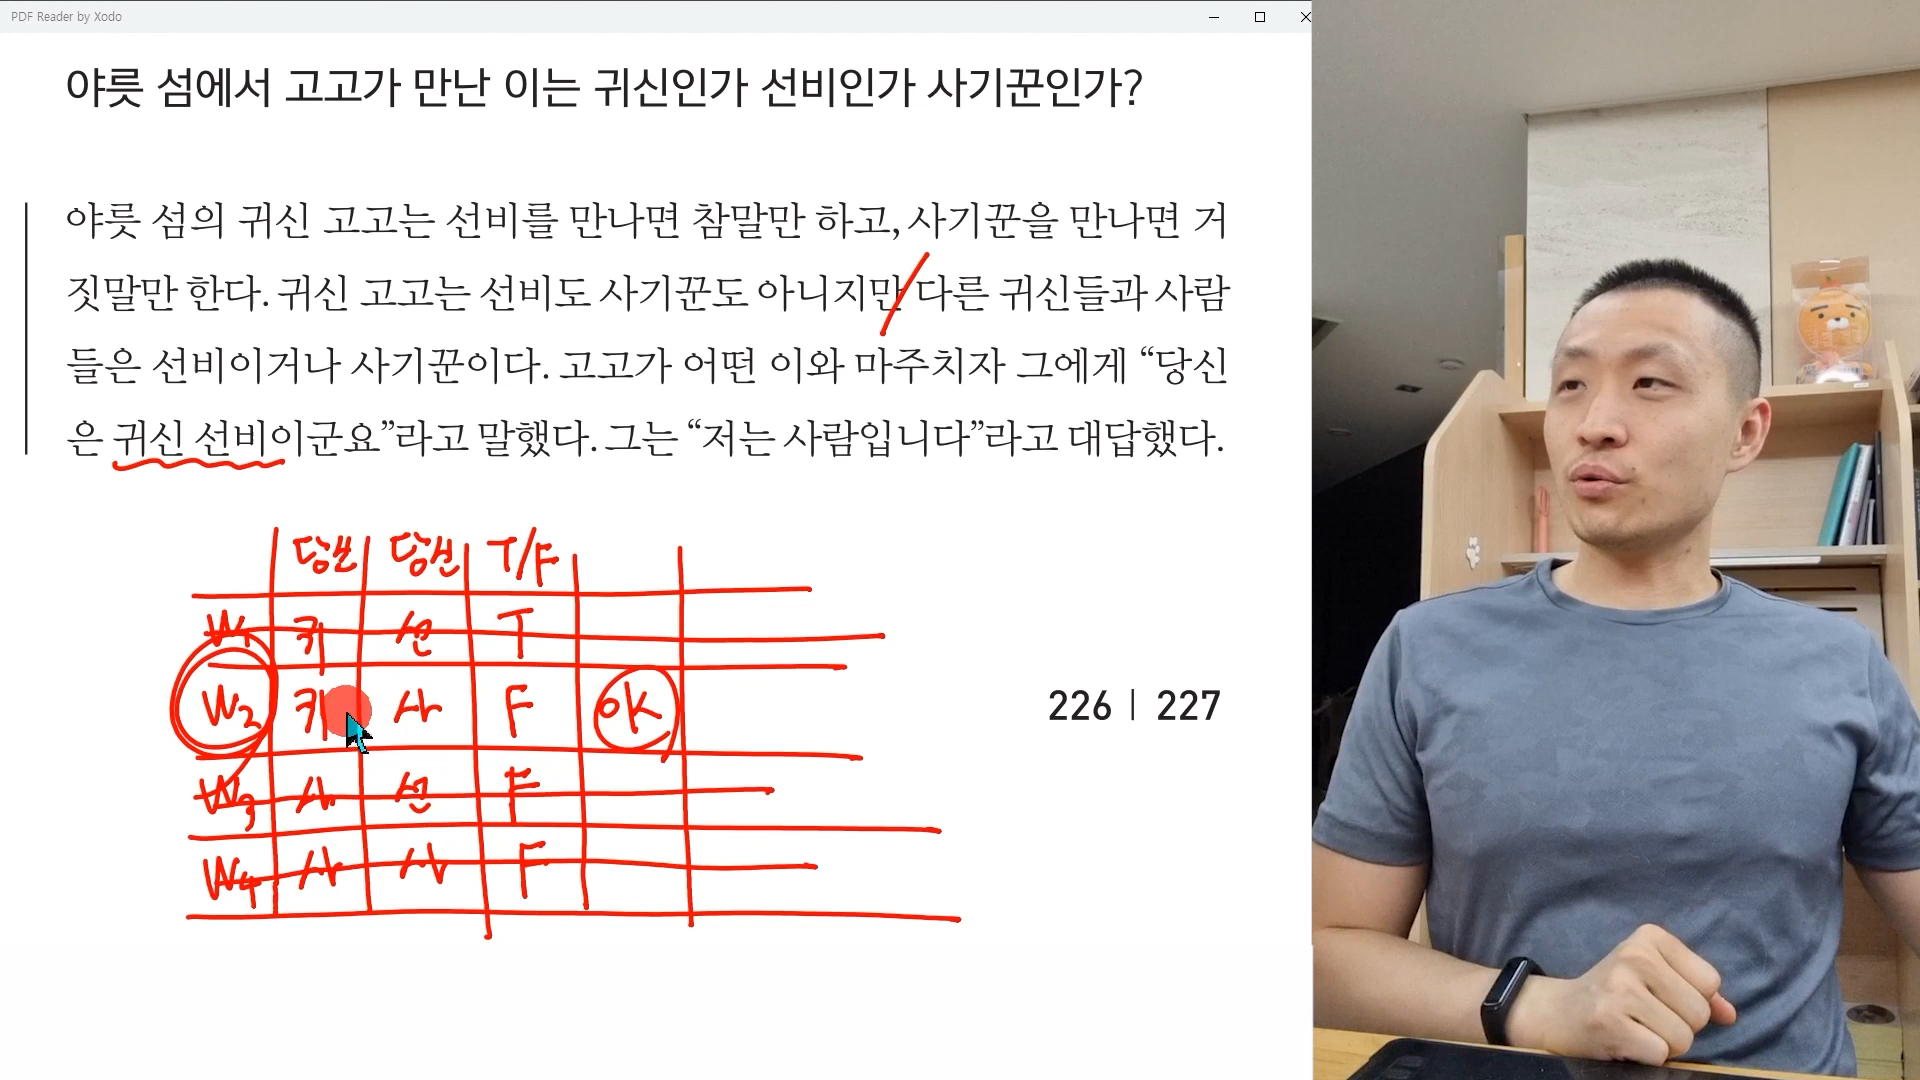 PDF Reader by Xodo
야릇 섬에서 고고가 만난 이는 귀신인가 선비인가 사기꾼인가?
야릇 섬의 귀신 고고는 선비를 만나면 참말만 하고, 사기꾼을 만나면 거
짓말만 한다. 귀신 고고는 선비도 사기꾼도 아니지만 다른 귀신들과 사람
들은 선비이거나 사기꾼이다. 고고가 어떤 이와 마주치자 그에게 “당신
은 귀신 선비이군요”라고 말했다. 그는 “저는 사람입니다”라고 대답했다.
당신 당신 T/F
W1 귀 선 T
W2 귀 사 F OK
W3 사 선 F
W4 사 사 F
226 | 227